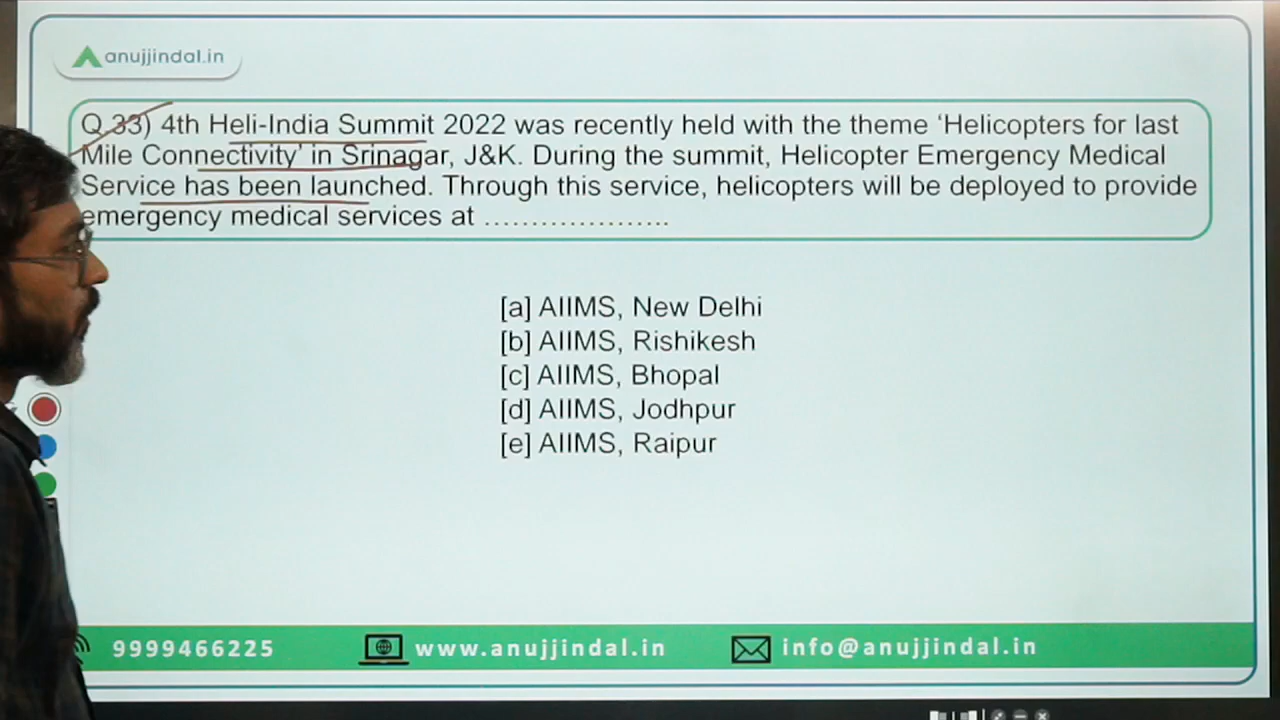 anujjindal.in
Q.33) 4th Heli-India Summit 2022 was recently held with the theme ‘Helicopters for last
Mile Connectivity’ in Srinagar, J&K. During the summit, Helicopter Emergency Medical
Service has been launched. Through this service, helicopters will be deployed to provide
emergency medical services at ………………..
[a] AIIMS, New Delhi
[b] AIIMS, Rishikesh
[c] AIIMS, Bhopal
[d] AIIMS, Jodhpur
[e] AIIMS, Raipur
9999466225 www.anujjindal.in info@anujjindal.in